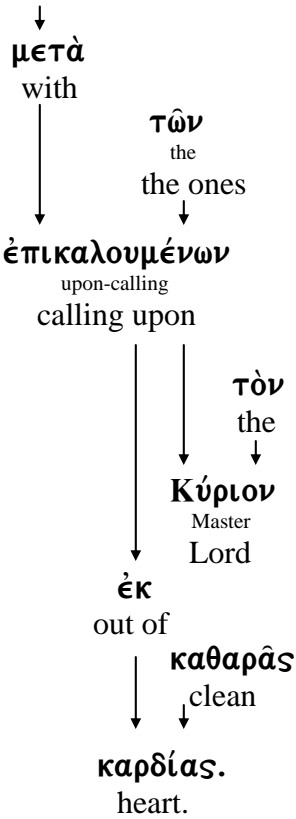 μετὰ
with
τῶν
the
the ones
ἐπικαλουμένων
upon-calling
calling upon
τὸν
the
Κύριον
Master
Lord
ἐκ
out of
καθαρᾶς
clean
καρδίας.
heart.